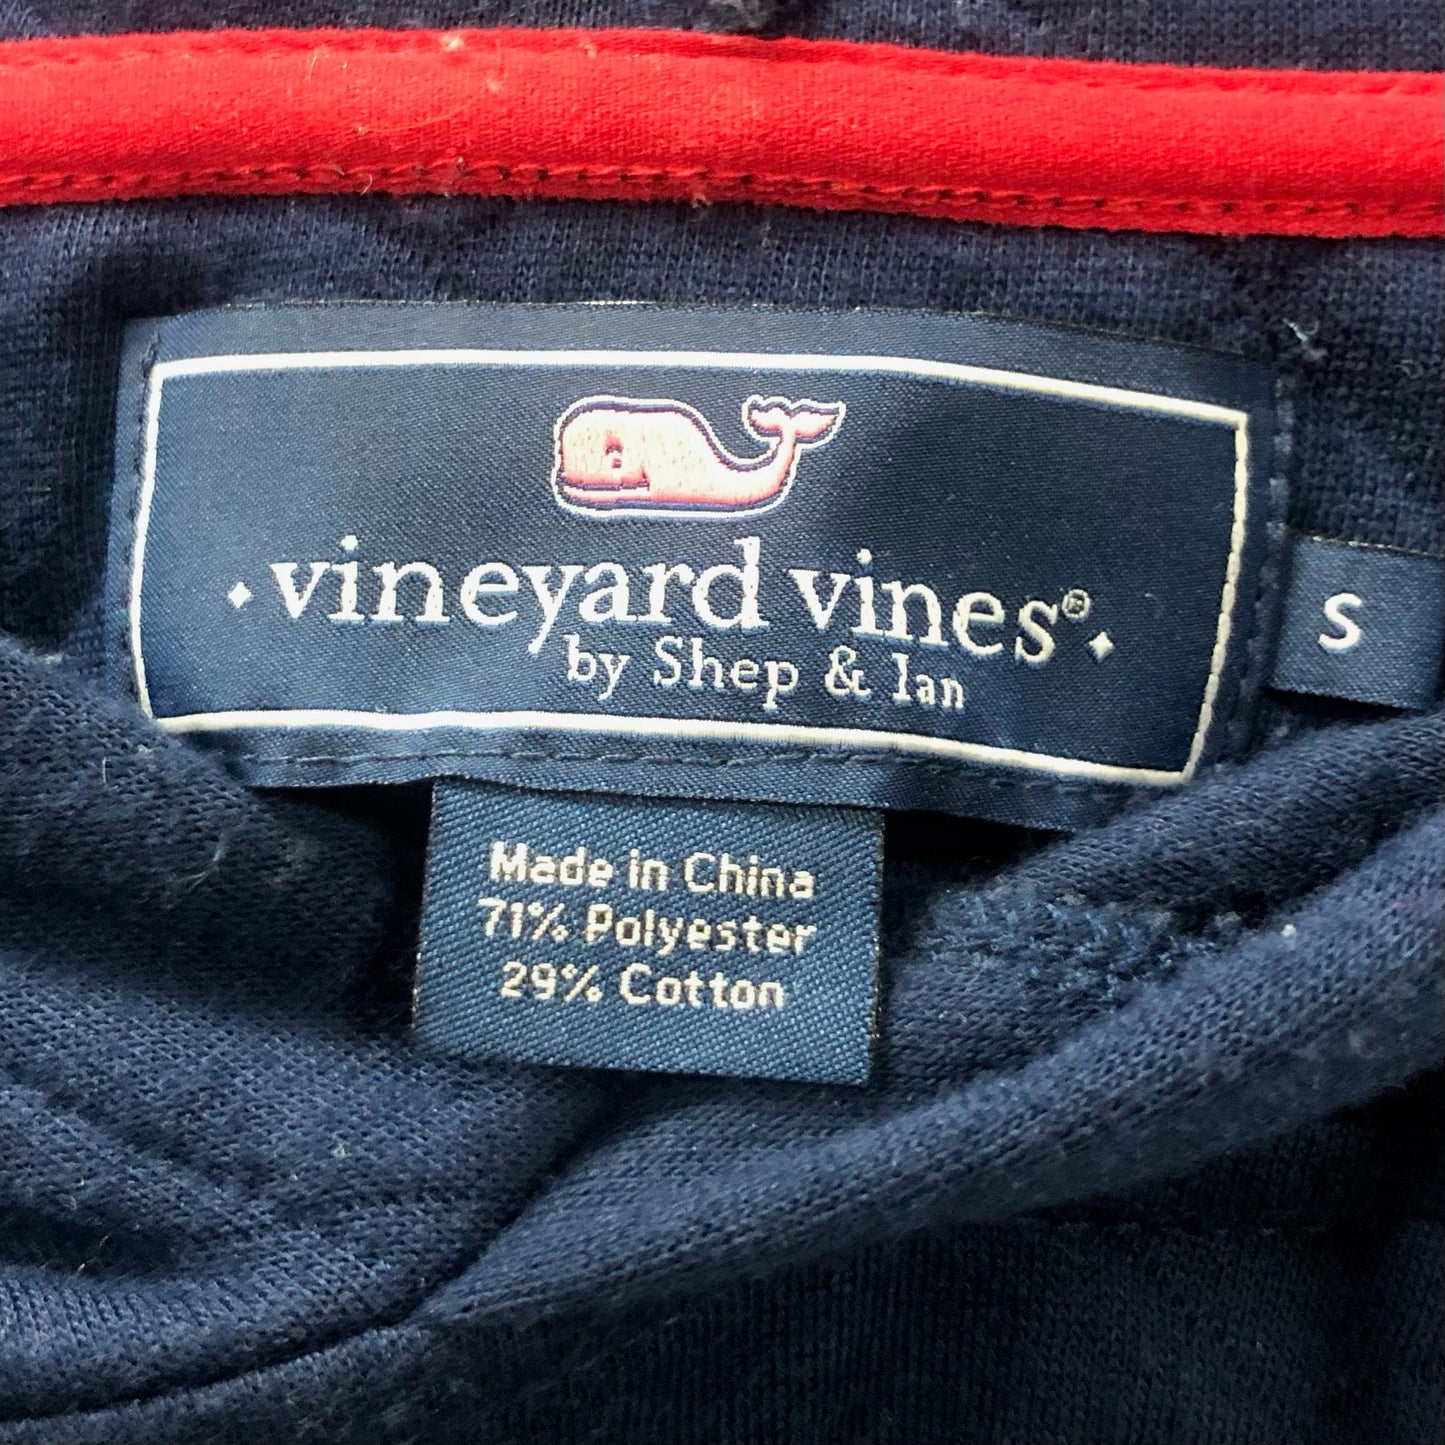 vineyard vines®
by Shep & Ian
S
Made in China
71% Polyester
29% Cotton